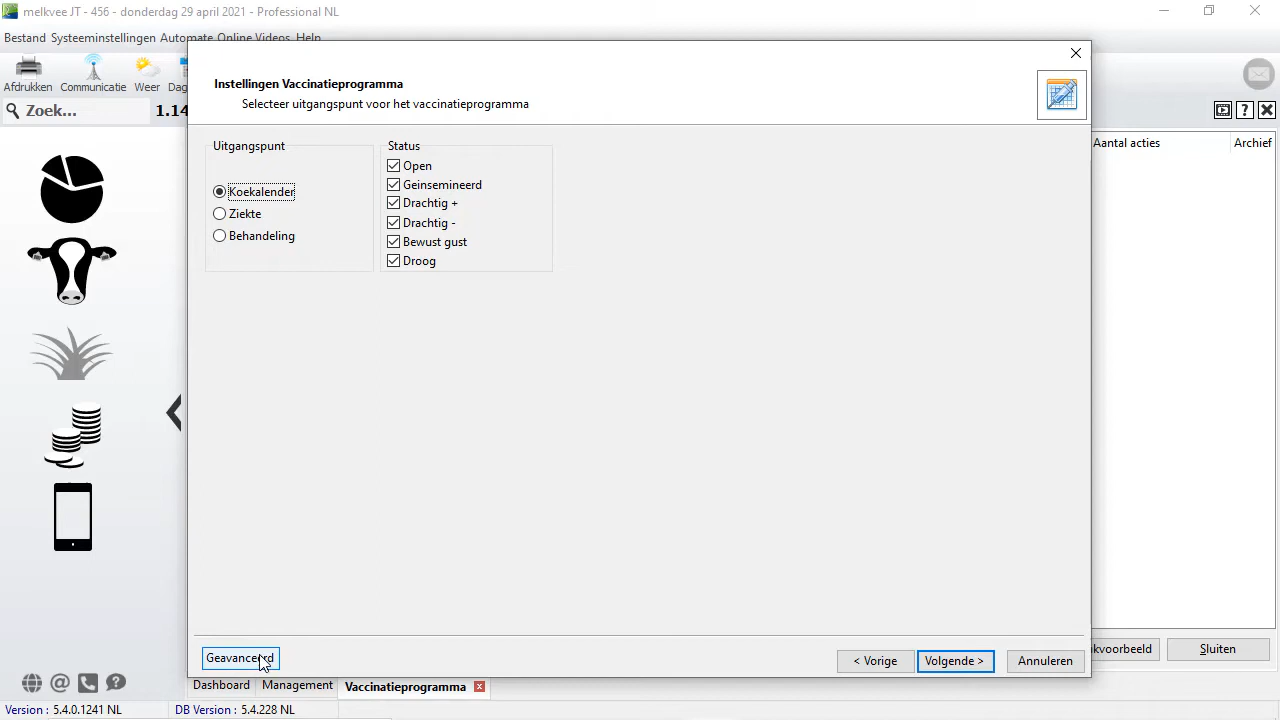 melkvee JT - 456 - donderdag 29 april 2021 - Professional NL
Bestand Systeeminstellingen Automate Online Videos Help
Afdrukken Communicatie Weer
Zoek... 1.14
Instellingen Vaccinatieprogramma
Selecteer uitgangspunt voor het vaccinatieprogramma
Aantal acties Archief
Uitgangspunt
Koekalender
Ziekte
Behandeling
Status
Open
Geinsemineerd
Drachtig +
Drachtig -
Bewust gust
Droog
Geavanceerd
< Vorige Volgende > Annuleren
Sluiten
Dashboard Management Vaccinatieprogramma
Version : 5.4.0.1241 NL DB Version : 5.4.228 NL